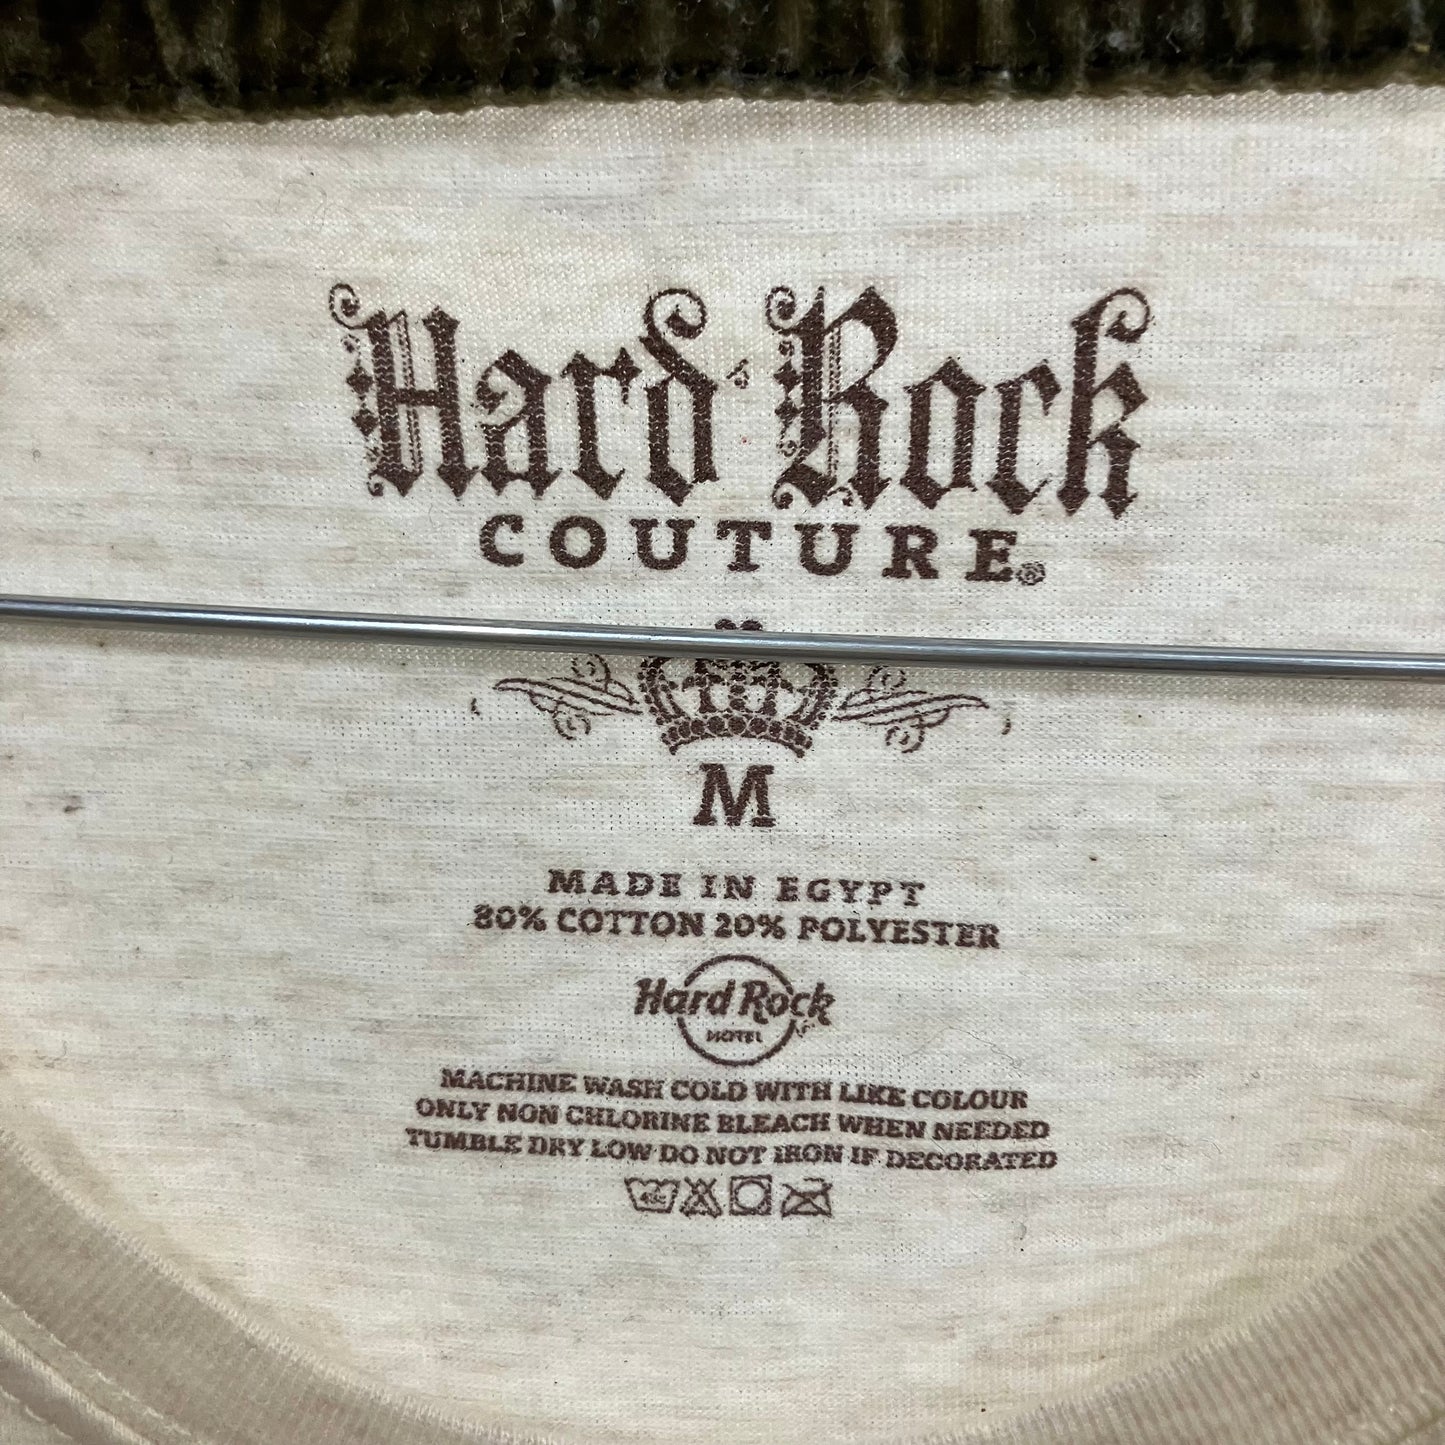 Hard Rock
COUTURE®
M
MADE IN EGYPT
80% COTTON 20% POLYESTER
Hard Rock
HOTEL
MACHINE WASH COLD WITH LIKE COLOUR
ONLY NON CHLORINE BLEACH WHEN NEEDED
TUMBLE DRY LOW DO NOT IRON IF DECORATED